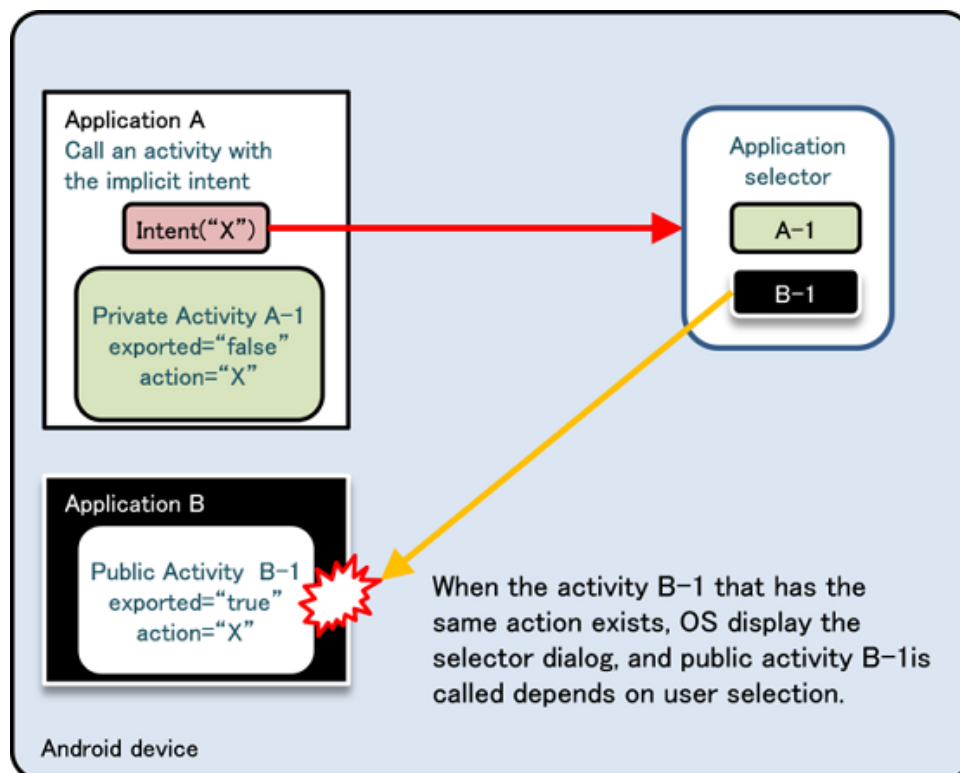 Application A
Call an activity with
the implicit intent
Intent(“X”)
Private Activity A-1
exported=“false”
action=“X”
Application
selector
A-1
B-1
Application B
Public Activity B-1
exported=“true”
action=“X”
When the activity B-1 that has the
same action exists, OS display the
selector dialog, and public activity B-1is
called depends on user selection.
Android device